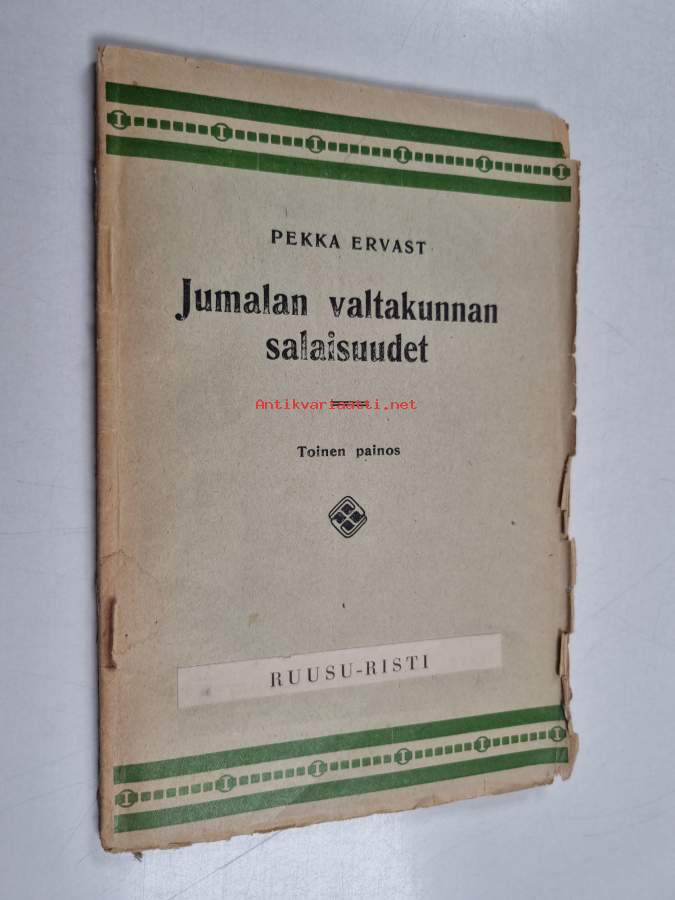 PEKKA ERVAST
Jumalan valtakunnan
salaisuudet
Antikvariaatti.net
Toinen painos
RUUSU-RISTI